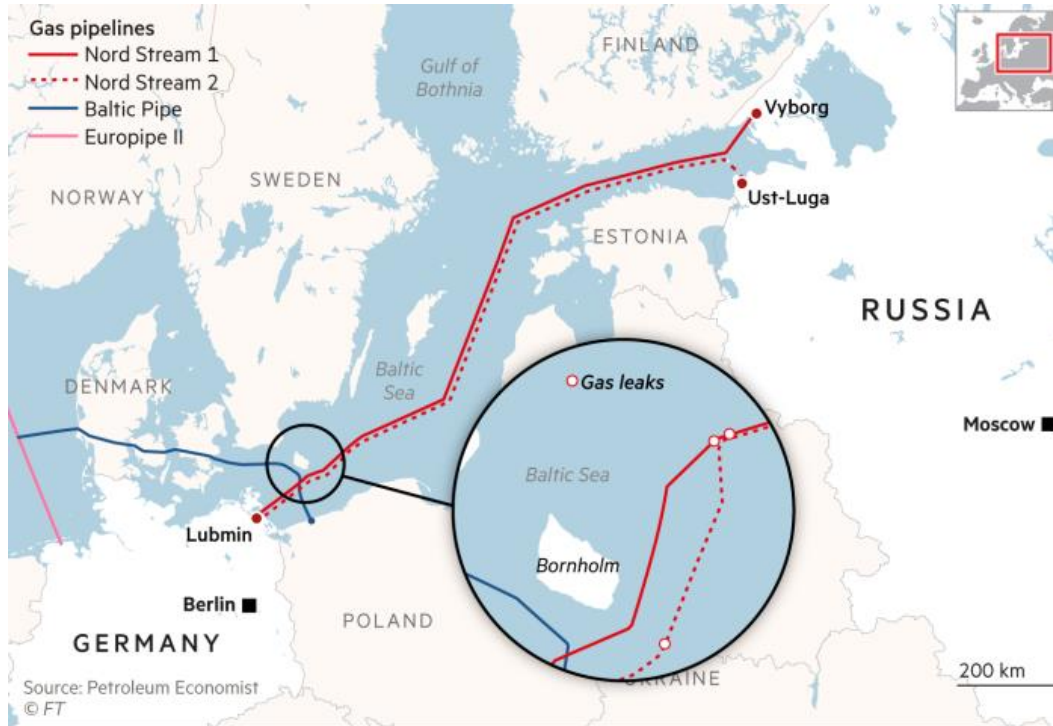 Gas pipelines
Nord Stream 1
Nord Stream 2
Baltic Pipe
Europipe II
FINLAND
Gulf of
Bothnia
Vyborg
NORWAY
SWEDEN
Ust-Luga
ESTONIA
RUSSIA
Baltic
Sea
DENMARK
Gas leaks
Moscow
Baltic Sea
Lubmin
Bornholm
Berlin
POLAND
GERMANY
UKRAINE
200 km
Source: Petroleum Economist
© FT